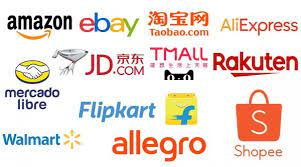 amazon
ebay
淘宝网
Taobao.com
AliExpress
mercado
libre
JD.京东
.COM
TMALL
Rakuten
Flipkart
Walmart
allegro
Shopee